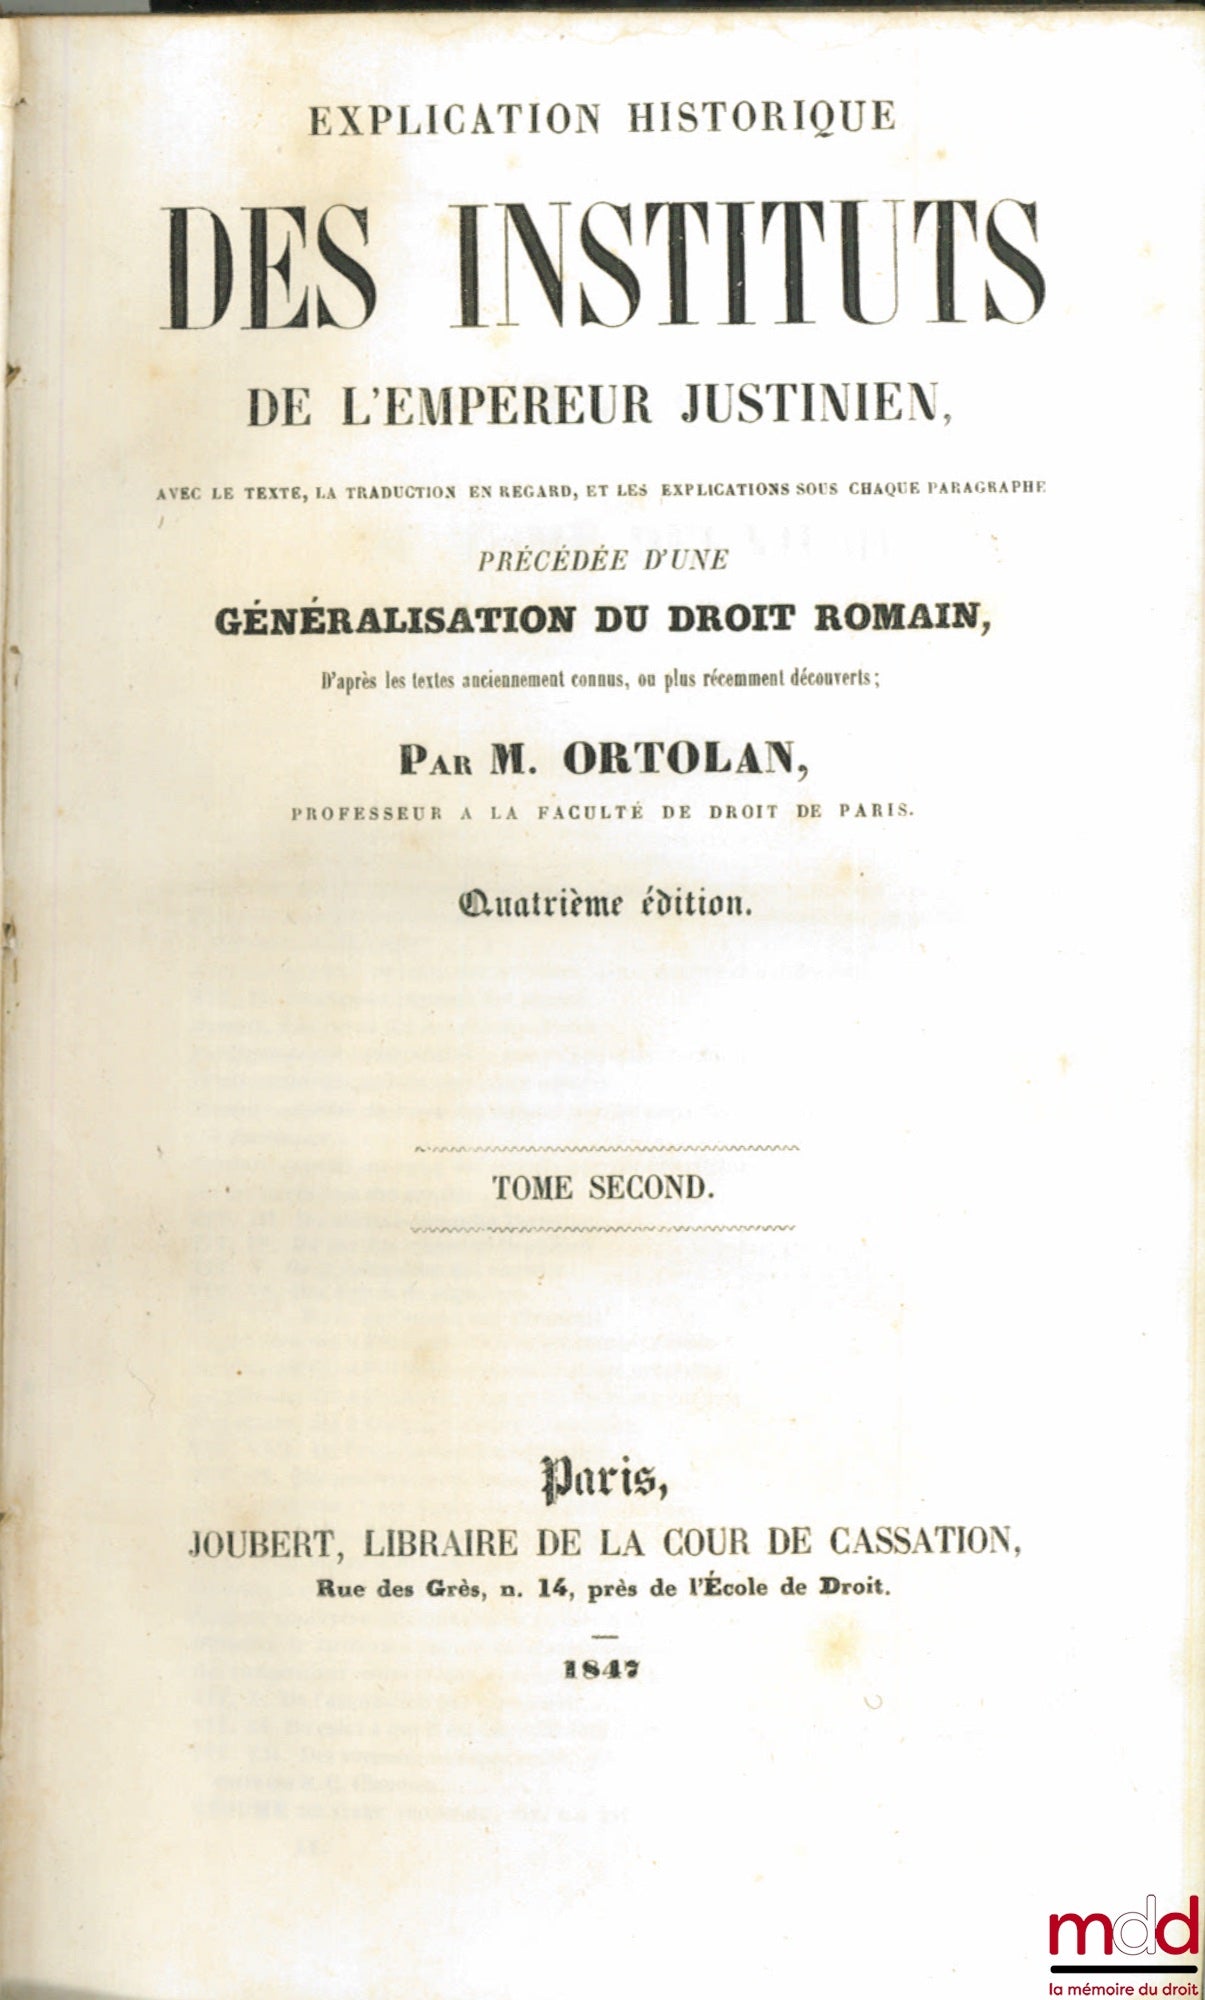 EXPLICATION HISTORIQUE
DES INSTITUTS
DE L'EMPEREUR JUSTINIEN,
AVEC LE TEXTE, LA TRADUCTION EN REGARD, ET LES EXPLICATIONS SOUS CHAQUE PARAGRAPHE
PRÉCÉDÉE D'UNE
GÉNÉRALISATION DU DROIT ROMAIN,
D'après les textes anciennement connus, ou plus récemment découverts;
PAR M. ORTOLAN,
PROFESSEUR A LA FACULTÉ DE DROIT DE PARIS.
Quatrième édition.
TOME SECOND.
Paris,
JOUBERT, LIBRAIRE DE LA COUR DE CASSATION,
Rue des Grès, n. 14, près de l'École de Droit.
1847
mdd
la mémoire du droit